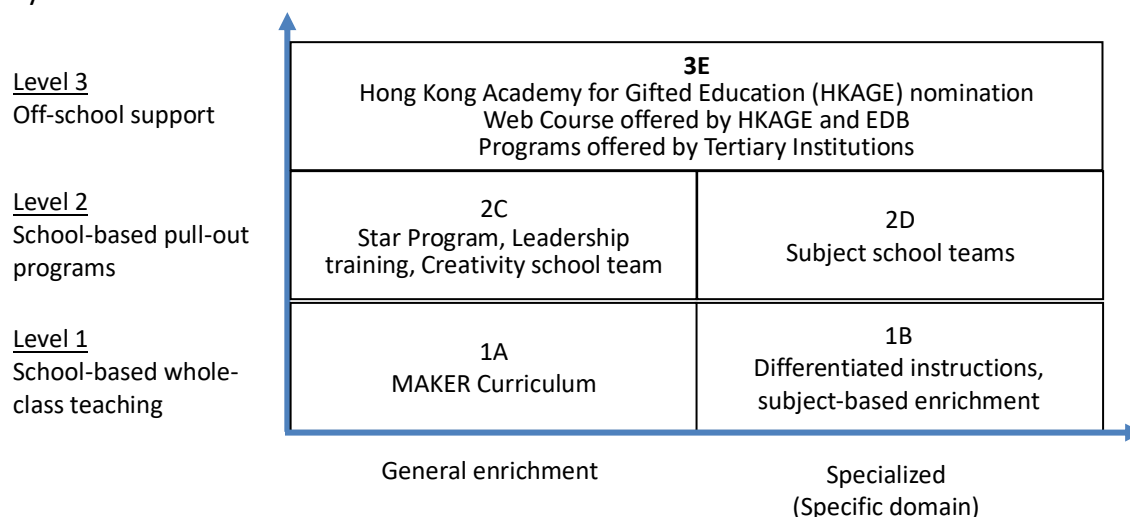 Level 3
Off-school support
3E
Hong Kong Academy for Gifted Education (HKAGE) nomination
Web Course offered by HKAGE and EDB
Programs offered by Tertiary Institutions
Level 2
School-based pull-out
programs
2C
Star Program, Leadership
training, Creativity school team
2D
Subject school teams
Level 1
School-based whole-
class teaching
1A
MAKER Curriculum
1B
Differentiated instructions,
subject-based enrichment
General enrichment
Specialized
(Specific domain)